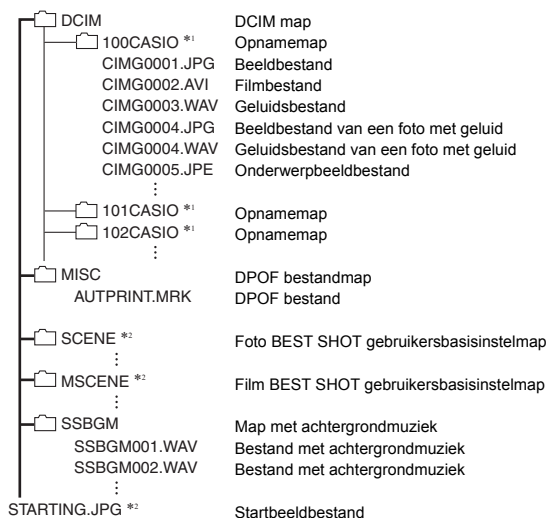 DCIM DCIM map
100CASIO *1 Opnamemap
CIMG0001.JPG Beeldbestand
CIMG0002.AVI Filmbestand
CIMG0003.WAV Geluidsbestand
CIMG0004.JPG Beeldbestand van een foto met geluid
CIMG0004.WAV Geluidsbestand van een foto met geluid
CIMG0005.JPE Onderwerpbeeldbestand
101CASIO *1 Opnamemap
102CASIO *1 Opnamemap
MISC DPOF bestandmap
AUTPRINT.MRK DPOF bestand
SCENE *2 Foto BEST SHOT gebruikersbasisinstelmap
MSCENE *2 Film BEST SHOT gebruikersbasisinstelmap
SSBGM Map met achtergrondmuziek
SSBGM001.WAV Bestand met achtergrondmuziek
SSBGM002.WAV Bestand met achtergrondmuziek
STARTING.JPG *2 Startbeeldbestand